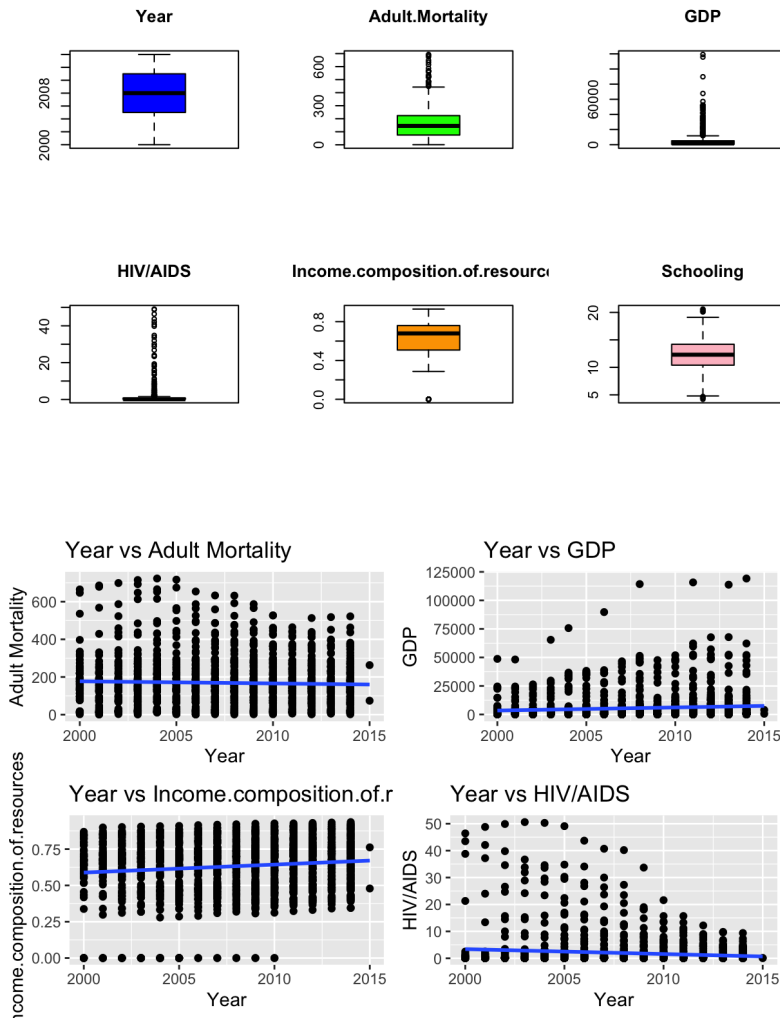 Year Adult.Mortality GDP
2000 2008
0 300 600
0 60000
HIV/AIDS Income.composition.of.resourc Schooling
0 20 40
0.0 0.4 0.8
5 10 20
Year vs Adult Mortality
Adult Mortality
600
400
200
0
2000 2005 2010 2015
Year
Year vs GDP
GDP
125000
100000
75000
50000
25000
0
2000 2005 2010 2015
Year
Year vs Income.composition.of.r
ncome.composition.of.resources
0.75
0.50
0.25
0.00
2000 2005 2010 2015
Year
Year vs HIV/AIDS
HIV/AIDS
50
40
30
20
10
0
2000 2005 2010 2015
Year